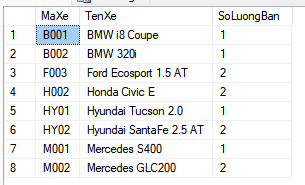 MaXe TenXe SoLuongBan
1 B001 BMW i8 Coupe 1
2 B002 BMW 320i 1
3 F003 Ford Ecosport 1.5 AT 2
4 H002 Honda Civic E 2
5 HY01 Hyundai Tucson 2.0 1
6 HY02 Hyundai SantaFe 2.5 AT 2
7 M001 Mercedes S400 1
8 M002 Mercedes GLC200 2